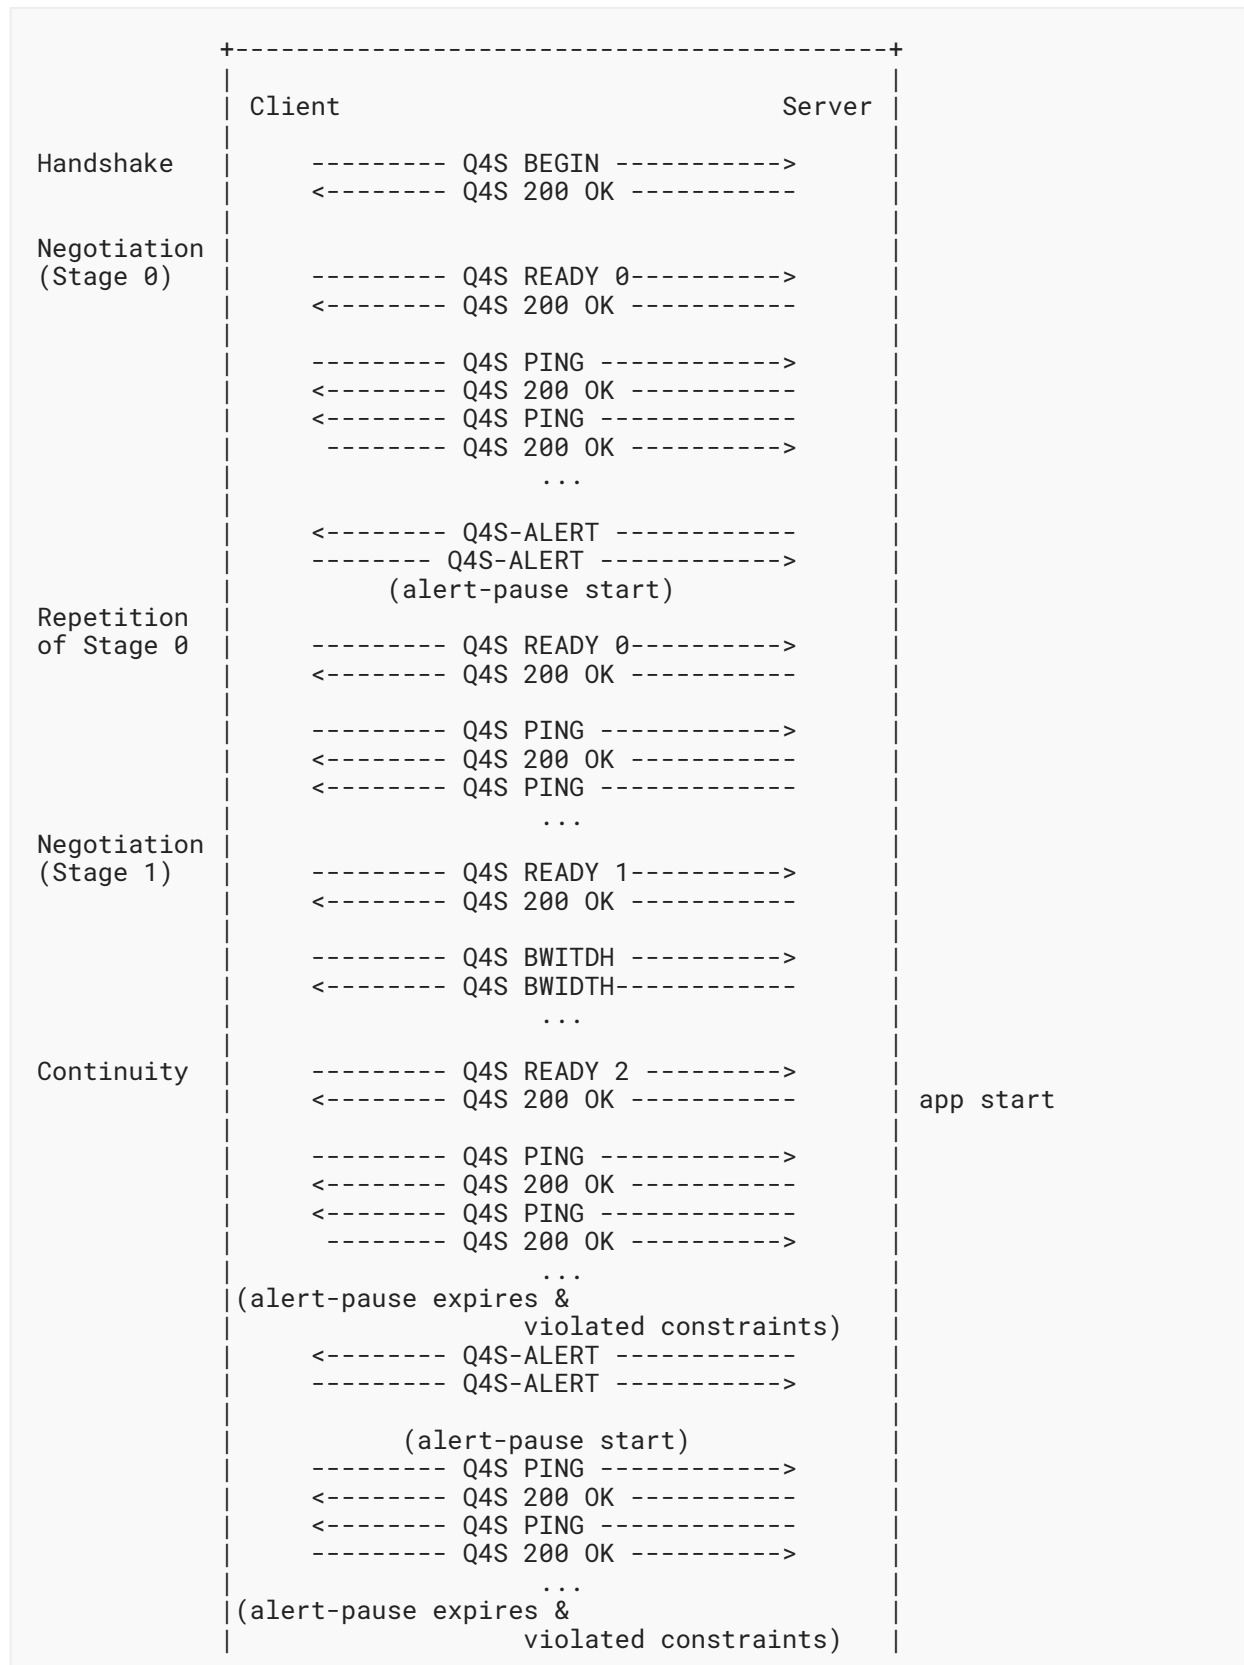 +-------------------------------------------+
|                                           |
| Client                             Server |
|                                           |
Handshake | --------- Q4S BEGIN -----------> |
| <-------- Q4S 200 OK ----------- |
| |
Negotiation | |
(Stage 0) | --------- Q4S READY 0----------> |
| <-------- Q4S 200 OK ----------- |
| |
| --------- Q4S PING ------------> |
| <-------- Q4S 200 OK ----------- |
| <-------- Q4S PING ------------- |
| -------- Q4S 200 OK ----------> |
| ... |
| |
| <-------- Q4S-ALERT ------------ |
| -------- Q4S-ALERT ------------> |
| (alert-pause start) |
Repetition | |
of Stage 0 | --------- Q4S READY 0----------> |
| <-------- Q4S 200 OK ----------- |
| |
| --------- Q4S PING ------------> |
| <-------- Q4S 200 OK ----------- |
| <-------- Q4S PING ------------- |
| ... |
Negotiation | |
(Stage 1) | --------- Q4S READY 1----------> |
| <-------- Q4S 200 OK ----------- |
| |
| --------- Q4S BWITDH ----------> |
| <-------- Q4S BWIDTH------------ |
| ... |
| |
Continuity | --------- Q4S READY 2 ---------> |
| <-------- Q4S 200 OK ----------- | app start
| |
| --------- Q4S PING ------------> |
| <-------- Q4S 200 OK ----------- |
| <-------- Q4S PING ------------- |
| -------- Q4S 200 OK ----------> |
| ... |
|(alert-pause expires & |
| violated constraints) |
| <-------- Q4S-ALERT ------------ |
| --------- Q4S-ALERT -----------> |
| |
| (alert-pause start) |
| --------- Q4S PING ------------> |
| <-------- Q4S 200 OK ----------- |
| <-------- Q4S PING ------------- |
| --------- Q4S 200 OK ----------> |
| ... |
|(alert-pause expires & |
| violated constraints) |